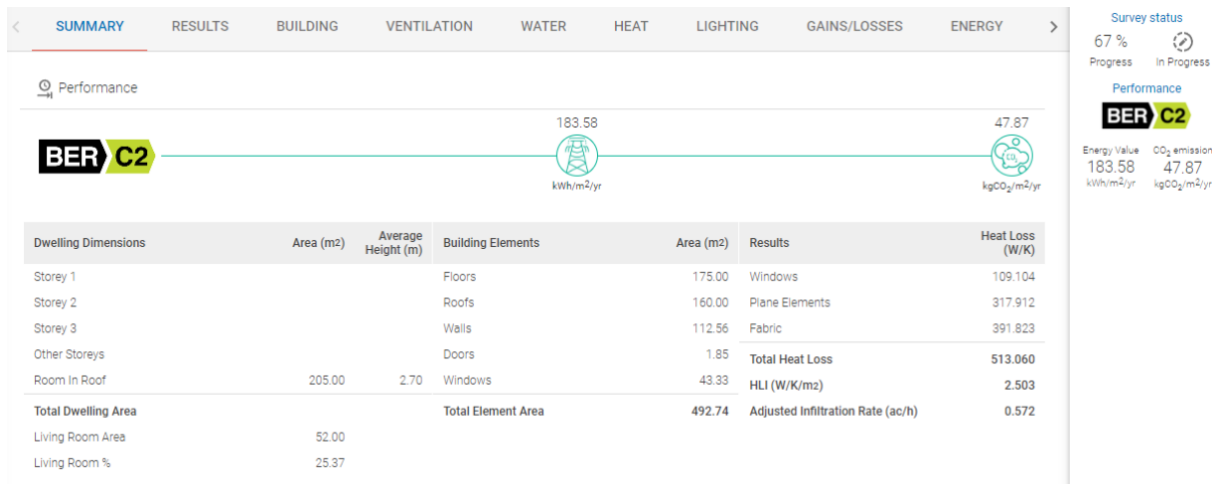 SUMMARY RESULTS BUILDING VENTILATION WATER HEAT LIGHTING GAINS/LOSSES ENERGY
Performance
183.58
47.87
BER C2
CO₂
kWh/m²/yr
kgCO₂/m²/yr
Dwelling Dimensions Area (m2) Average Height (m)
Storey 1
Storey 2
Storey 3
Other Storeys
Room In Roof 205.00 2.70
Total Dwelling Area
Living Room Area 52.00
Living Room % 25.37
Building Elements Area (m2)
Floors 175.00
Roofs 160.00
Walls 112.56
Doors 1.85
Windows 43.33
Total Element Area 492.74
Results Heat Loss (W/K)
Windows 109.104
Plane Elements 317.912
Fabric 391.823
Total Heat Loss 513.060
HLI (W/K/m2) 2.503
Adjusted Infiltration Rate (ac/h) 0.572
Survey status
67 %
Progress In Progress
Performance
BER C2
Energy Value CO₂ emission
183.58 47.87
kWh/m²/yr kgCO₂/m²/yr